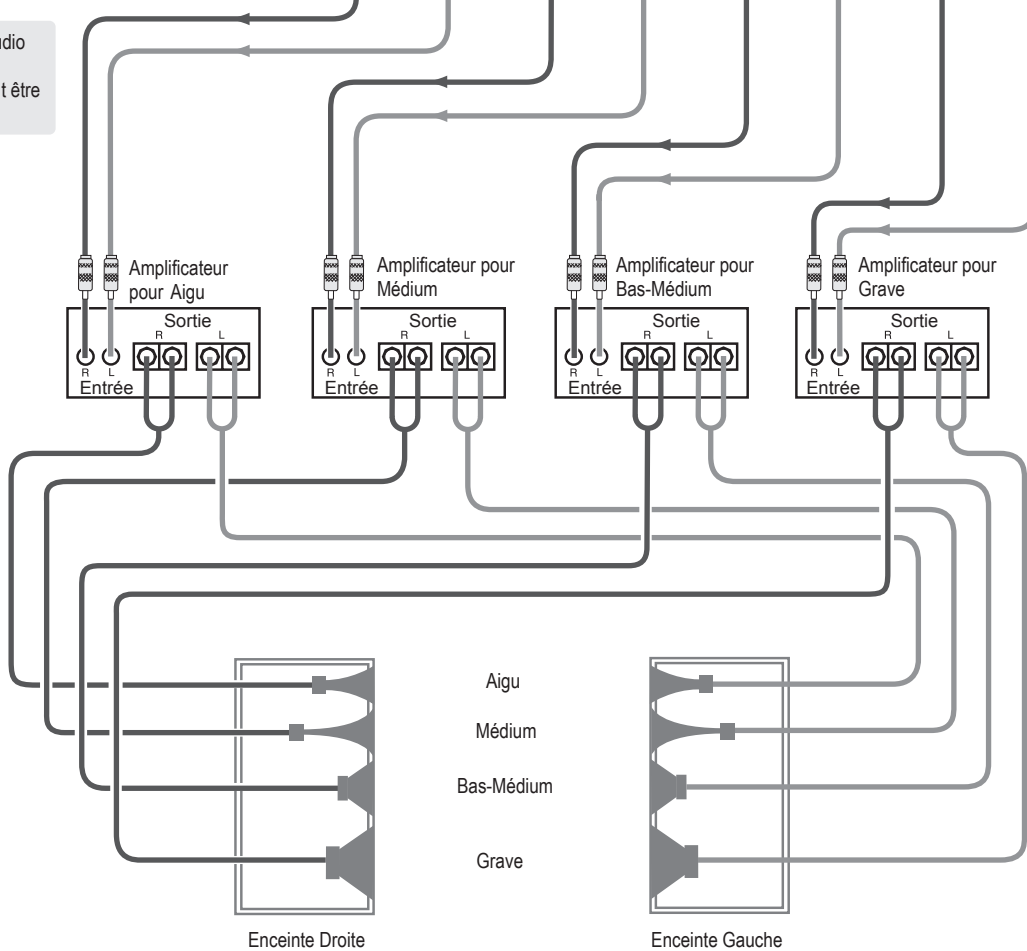 t être
Amplificateur
pour Aigu
Sortie
R L
R L
Entrée
Amplificateur pour
Médium
Sortie
R L
R L
Entrée
Amplificateur pour
Bas-Médium
Sortie
R L
R L
Entrée
Amplificateur pour
Grave
Sortie
R L
R L
Entrée
Aigu
Médium
Bas-Médium
Grave
Enceinte Droite
Enceinte Gauche